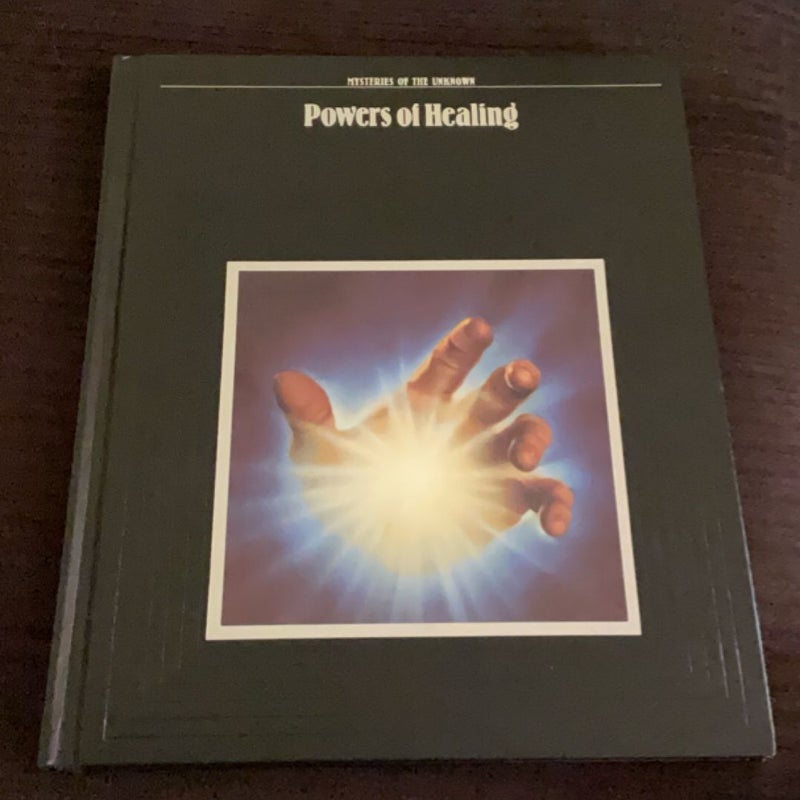 MYSTERIES OF THE UNKNOWN
Powers of Healing